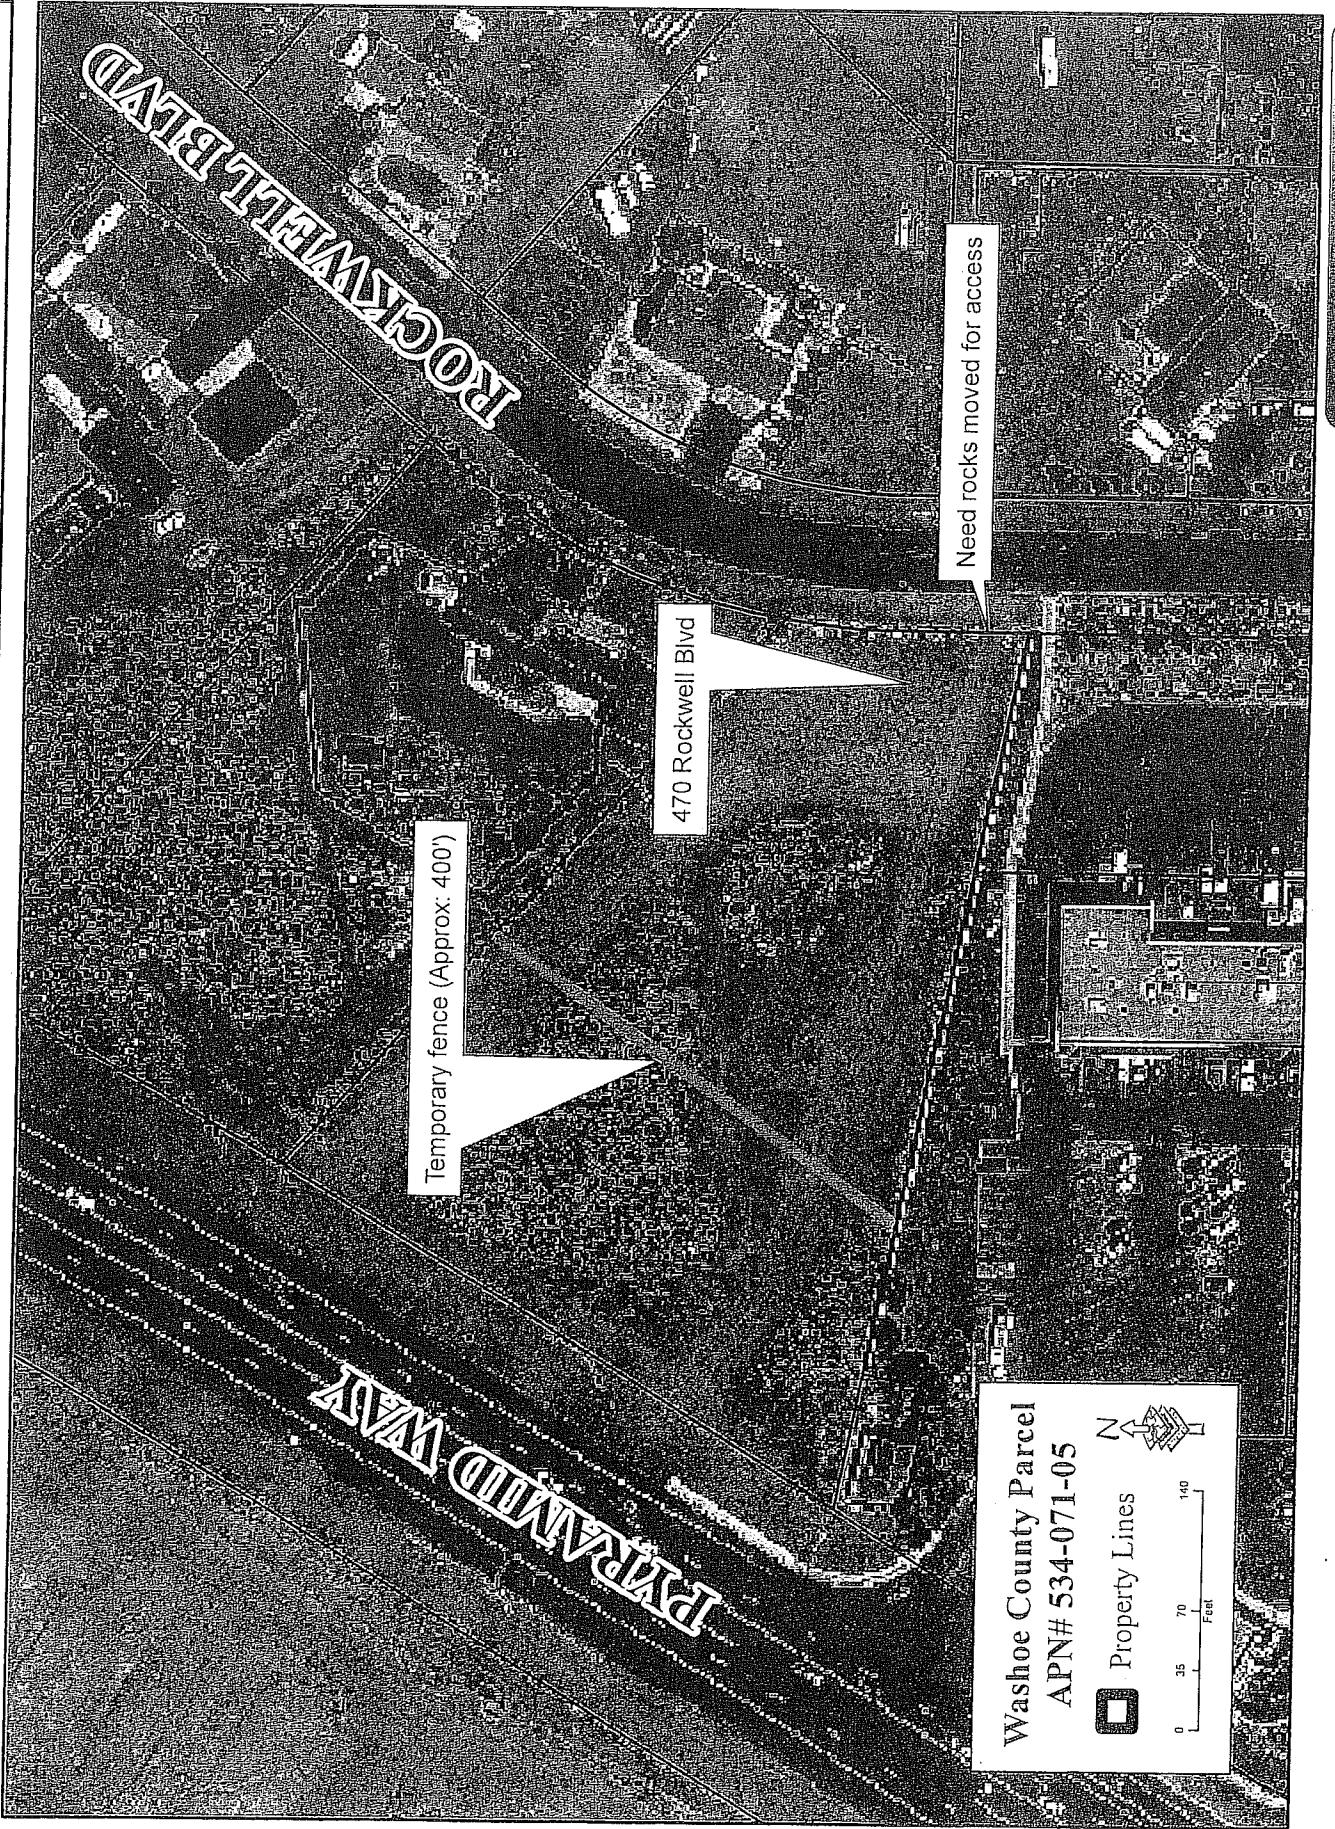 ROCKWELL BLVD
Need rocks moved for access
470 Rockwell Blvd
Temporary fence (Approx. 400')
PYRAMID WAY
Washoe County Parcel
APN# 534-071-05
Property Lines
N
0 35 70 140
Feet